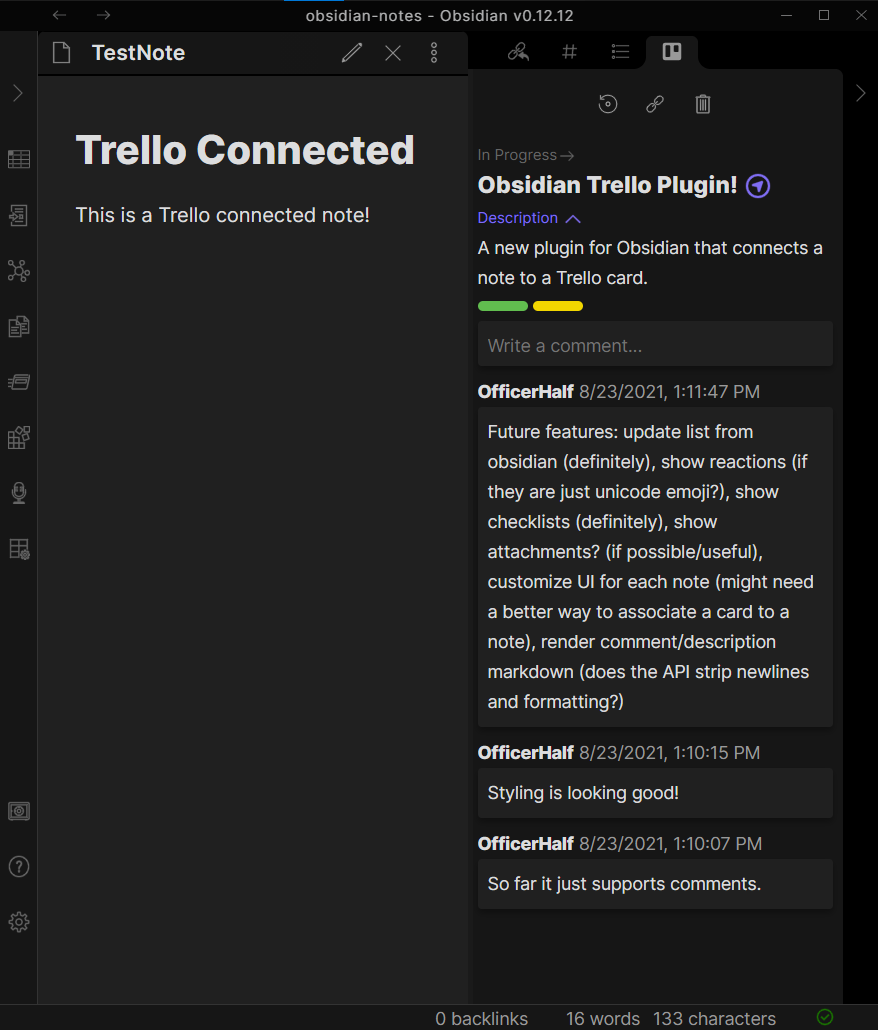 obsidian-notes - Obsidian v0.12.12
TestNote
Trello Connected
This is a Trello connected note!
In Progress→
Obsidian Trello Plugin!
Description
A new plugin for Obsidian that connects a
note to a Trello card.
Write a comment...
OfficerHalf 8/23/2021, 1:11:47 PM
Future features: update list from
obsidian (definitely), show reactions (if
they are just unicode emoji?), show
checklists (definitely), show
attachments? (if possible/useful),
customize UI for each note (might need
a better way to associate a card to a
note), render comment/description
markdown (does the API strip newlines
and formatting?)
OfficerHalf 8/23/2021, 1:10:15 PM
Styling is looking good!
OfficerHalf 8/23/2021, 1:10:07 PM
So far it just supports comments.
0 backlinks 16 words 133 characters